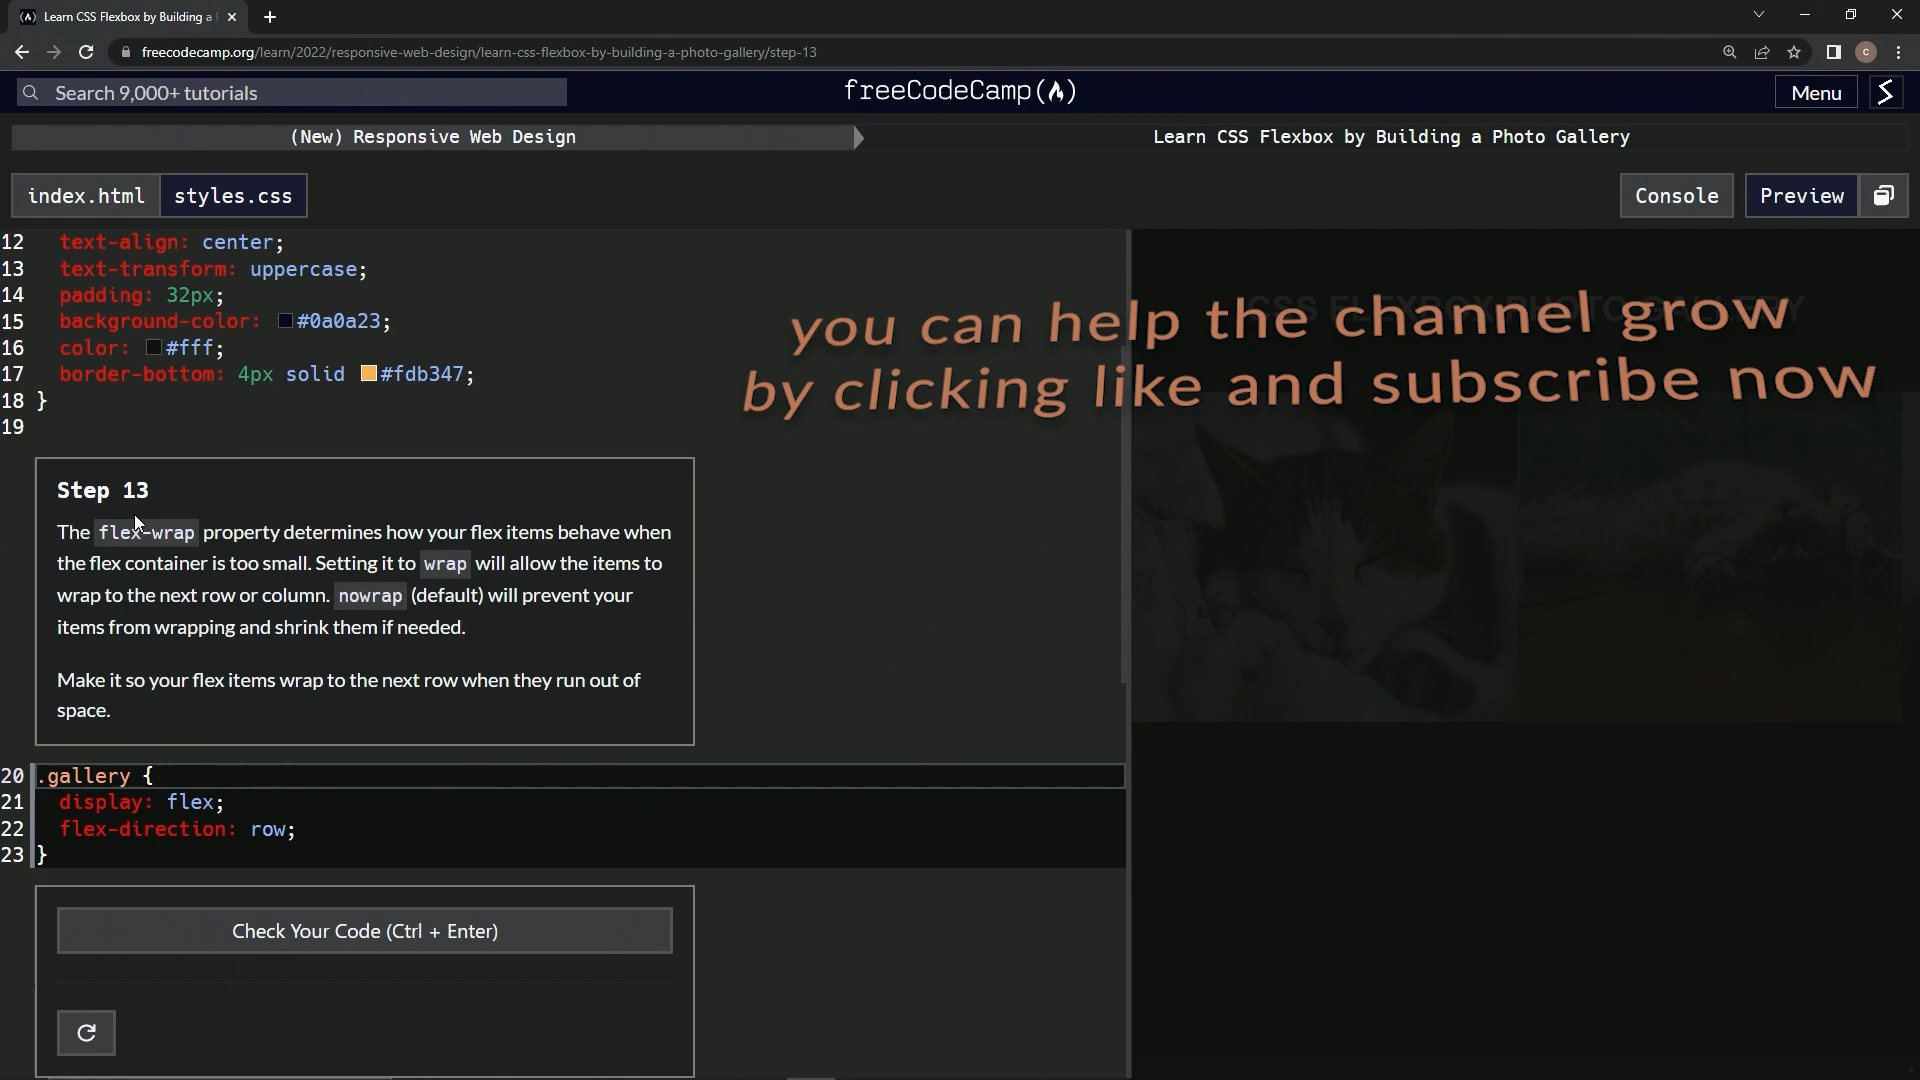 Learn CSS Flexbox by Building a
freecodecamp.org/learn/2022/responsive-web-design/learn-css-flexbox-by-building-a-photo-gallery/step-13
c
Search 9,000+ tutorials
freeCodeCamp
Menu
(New) Responsive Web Design
Learn CSS Flexbox by Building a Photo Gallery
index.html
styles.css
Console
Preview
12 text-align: center;
13 text-transform: uppercase;
14 padding: 32px;
15 background-color: #0a0a23;
16 color: #fff;
17 border-bottom: 4px solid #fdb347;
18 }
19
CSS FLEXBOX PHOTO GALLERY
you can help the channel grow
by clicking like and subscribe now
Step 13
The flex-wrap property determines how your flex items behave when
the flex container is too small. Setting it to wrap will allow the items to
wrap to the next row or column. nowrap (default) will prevent your
items from wrapping and shrink them if needed.
Make it so your flex items wrap to the next row when they run out of
space.
20 .gallery {
21 display: flex;
22 flex-direction: row;
23 }
Check Your Code (Ctrl + Enter)